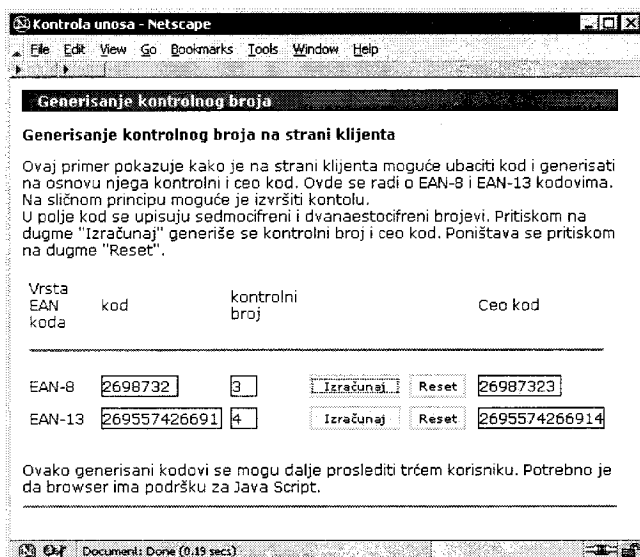 Kontrola unosa - Netscape
File Edit View Go Bookmarks Tools Window Help
Generisanje kontrolnog broja
Generisanje kontrolnog broja na strani klijenta
Ovaj primer pokazuje kako je na strani klijenta moguće ubaciti kod i generisati
na osnovu njega kontrolni i ceo kod. Ovde se radi o EAN-8 i EAN-13 kodovima.
Na sličnom principu moguće je izvršiti kontolu.
U polje kod se upisuju sedmocifreni i dvanaestocifreni brojevi. Pritiskom na
dugme "Izračunaj" generiše se kontrolni broj i ceo kod. Poništava se pritiskom
na dugme "Reset".
Vrsta
EAN
koda
kod
kontrolni
broj
Ceo kod
EAN-8 2698732 3 Izračunaj Reset 26987323
EAN-13 269557426691 4 Izračunaj Reset 2695574266914
Ovako generisani kodovi se mogu dalje proslediti trćem korisniku. Potrebno je
da browser ima podršku za Java Script.
Document: Done (0.19 secs)